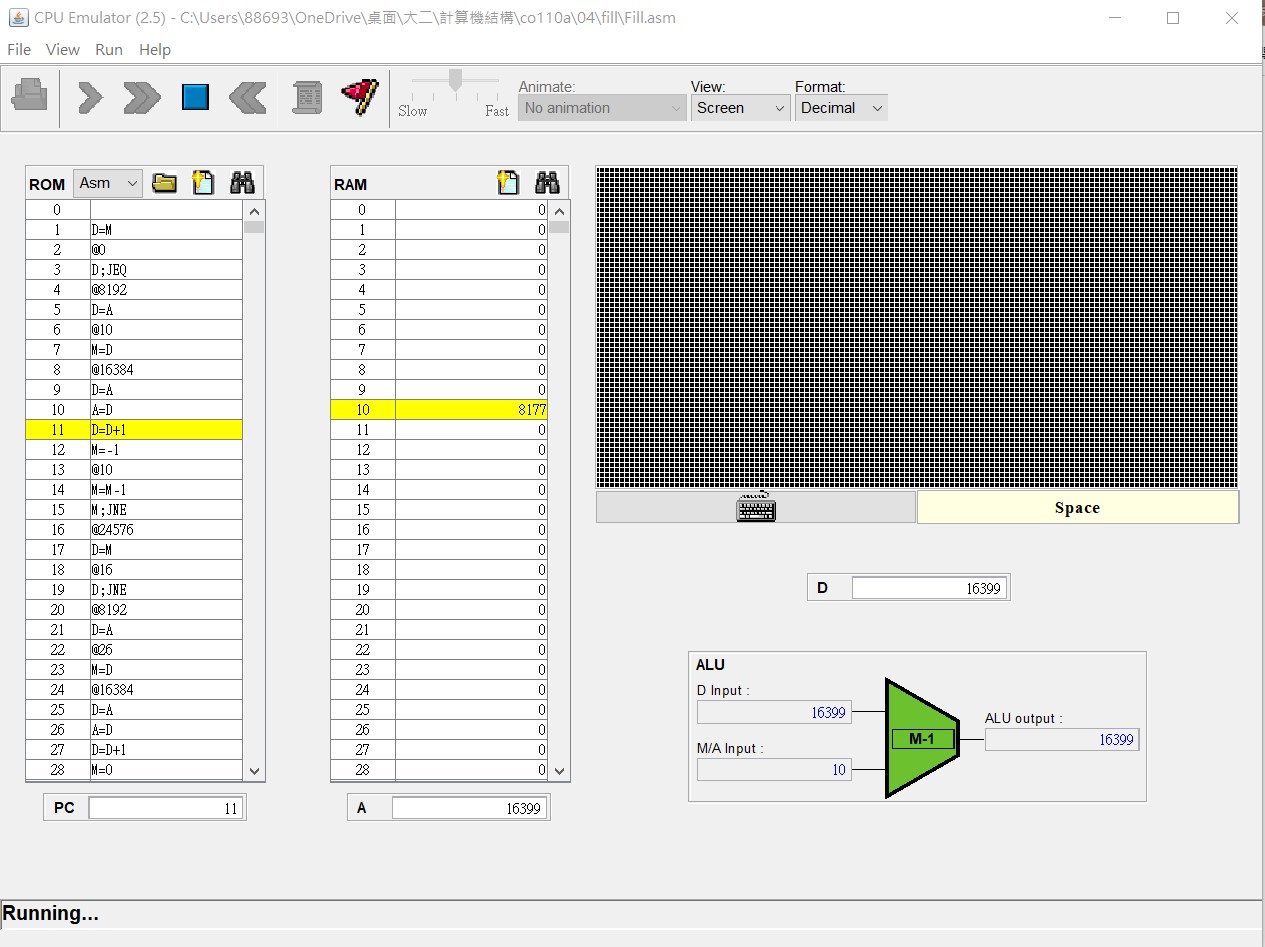 CPU Emulator (2.5) - C:\Users\88693\OneDrive\桌面\大二\計算機結構\co110a\04\fill\Fill.asm
File View Run Help
Slow Fast
Animate: View: Format:
No animation Screen Decimal
ROM Asm
0
1 D=M
2 @0
3 D;JEQ
4 @8192
5 D=A
6 @10
7 M=D
8 @16384
9 D=A
10 A=D
11 D=D+1
12 M=-1
13 @10
14 M=M-1
15 M;JNE
16 @24576
17 D=M
18 @16
19 D;JNE
20 @8192
21 D=A
22 @26
23 M=D
24 @16384
25 D=A
26 A=D
27 D=D+1
28 M=0
PC 11
RAM
0 0
1 0
2 0
3 0
4 0
5 0
6 0
7 0
8 0
9 0
10 8177
11 0
12 0
13 0
14 0
15 0
16 0
17 0
18 0
19 0
20 0
21 0
22 0
23 0
24 0
25 0
26 0
27 0
28 0
A 16399
Space
D 16399
ALU
D Input :
16399
M/A Input :
10
M-1
ALU output :
16399
Running...